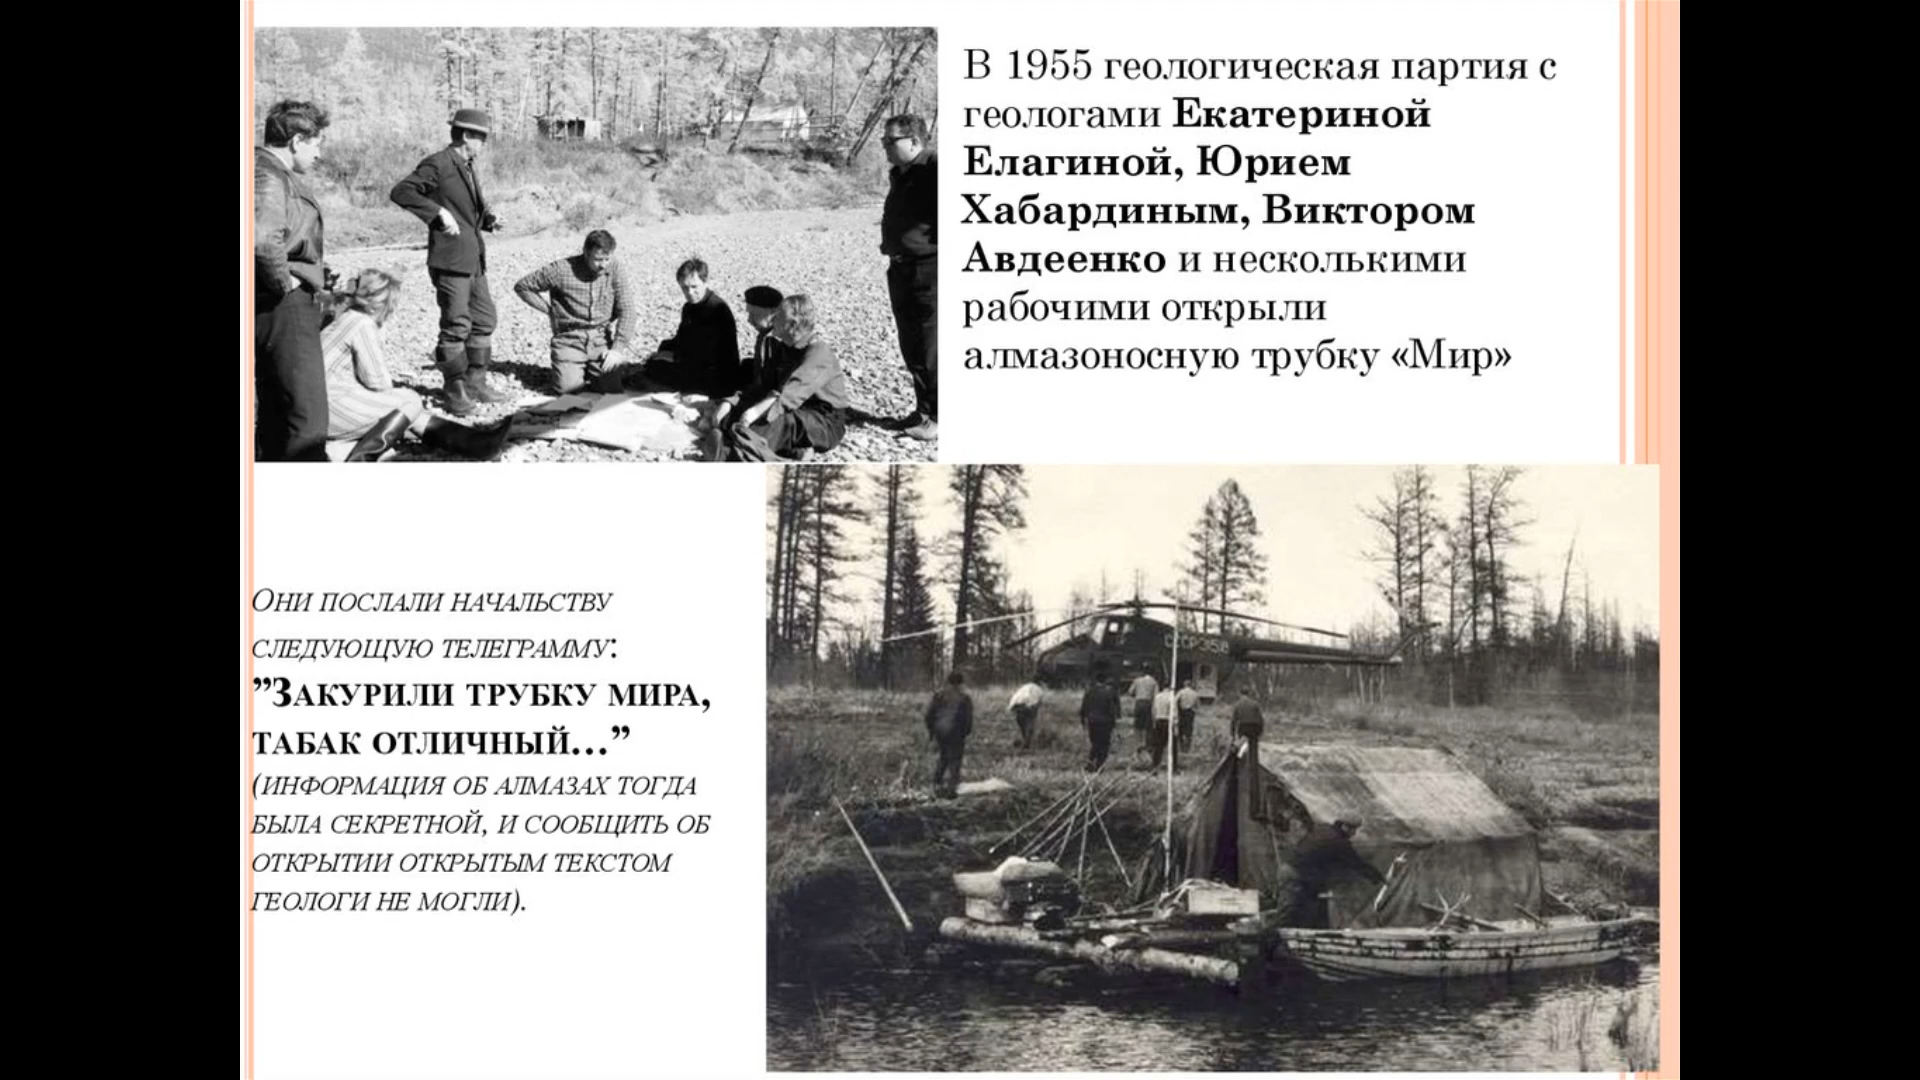 В 1955 геологическая партия с
геологами Екатериной
Елагиной, Юрием
Хабардиным, Виктором
Авдеенко и несколькими
рабочими открыли
алмазоносную трубку «Мир»
Они послали начальству
следующую телеграмму:
”Закурили трубку мира,
табак отличный...”
(информация об алмазах тогда
была секретной, и сообщить об
открытии открытым текстом
геологи не могли).